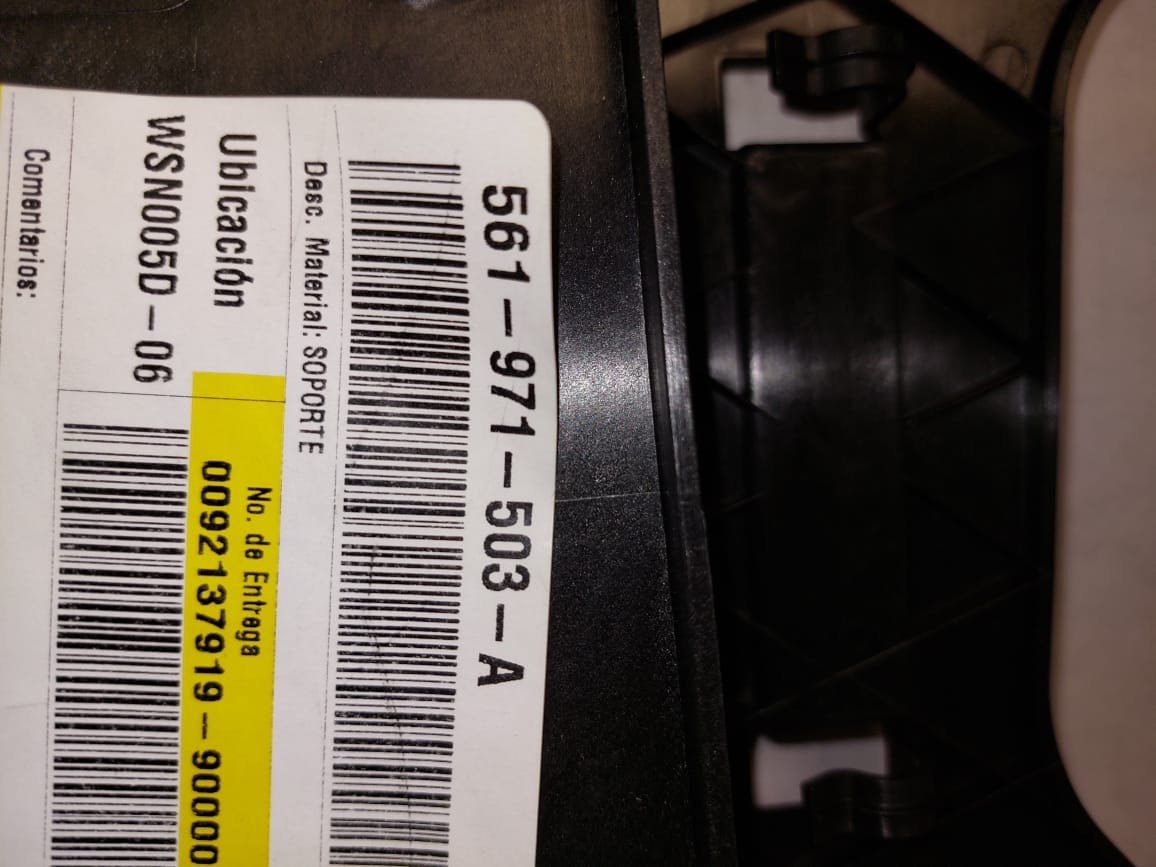 561-971-503-A
Desc. Material: SOPORTE
Ubicación
WSN005D-06
No. de Entrega
0092137919-90000
Comentarios: